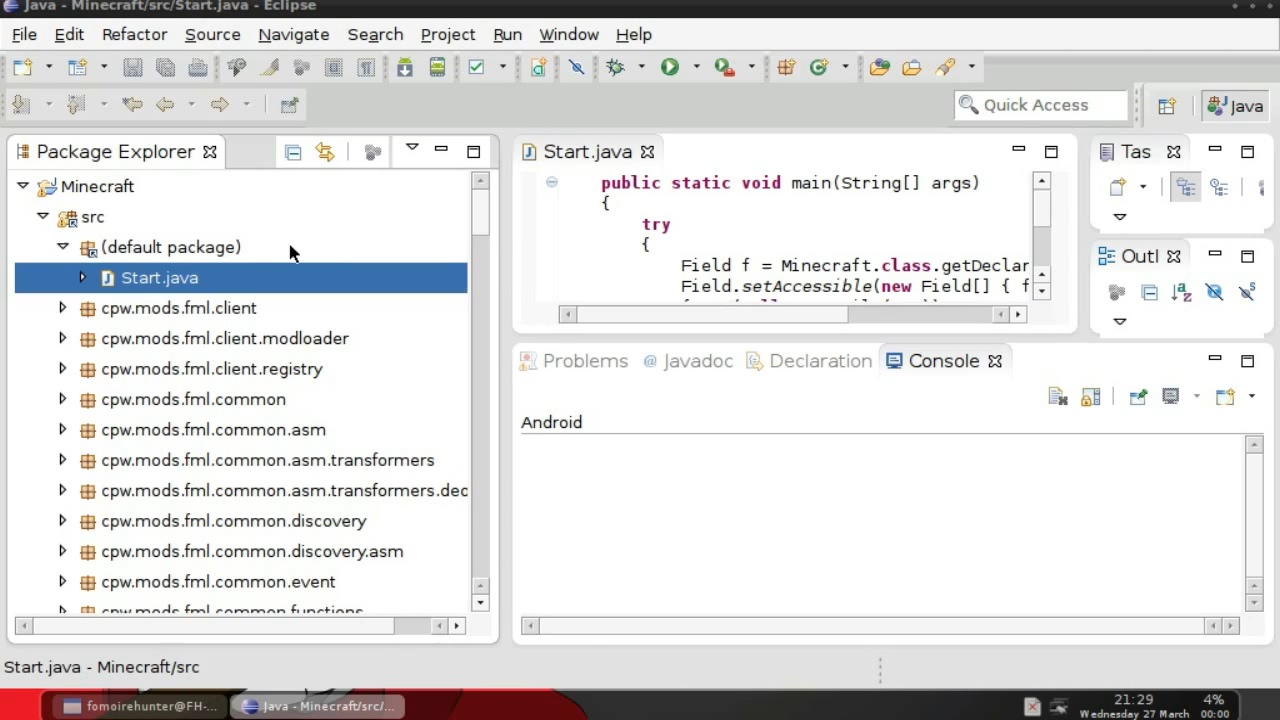 Java - Minecraft/src/Start.java - Eclipse
File Edit Refactor Source Navigate Search Project Run Window Help
Quick Access
Java
Package Explorer
Minecraft
src
(default package)
Start.java
cpw.mods.fml.client
cpw.mods.fml.client.modloader
cpw.mods.fml.client.registry
cpw.mods.fml.common
cpw.mods.fml.common.asm
cpw.mods.fml.common.asm.transformers
cpw.mods.fml.common.asm.transformers.dec
cpw.mods.fml.common.discovery
cpw.mods.fml.common.discovery.asm
cpw.mods.fml.common.event
cpw.mods.fml.common.functions
Start.java
public static void main(String[] args)
{
try
{
Field f = Minecraft.class.getDeclar
Field.setAccessible(new Field[] { f
Tas
Outl
Problems @ Javadoc Declaration Console
Android
Start.java - Minecraft/src
fomoirehunter@FH-...
Java - Minecraft/src/...
21:29
Wednesday 27 March
4%
00:00